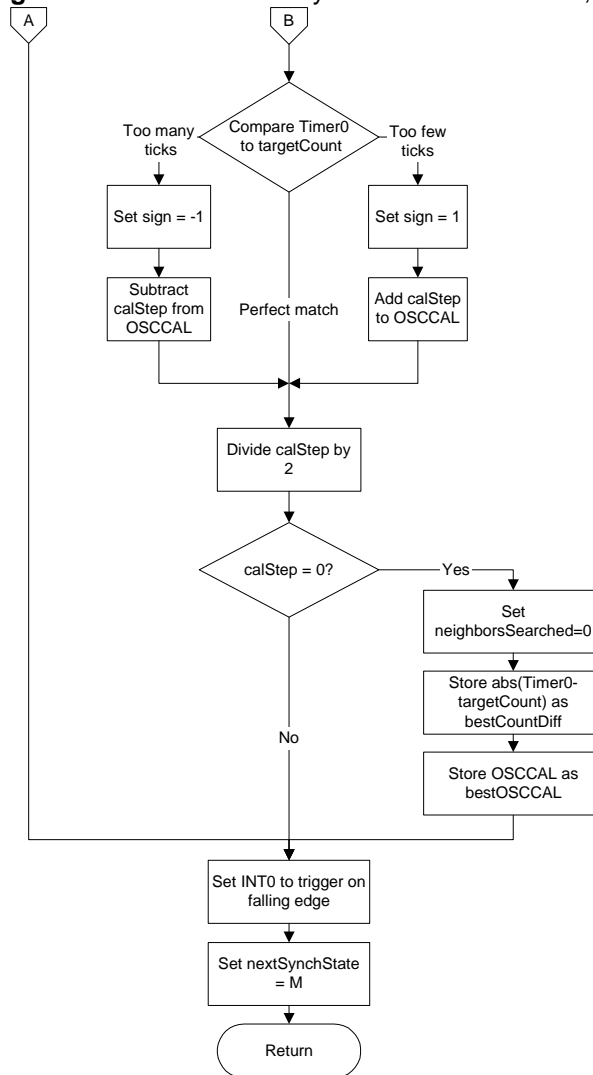 A
B
Compare Timer0
to targetCount
Too many
ticks
Too few
ticks
Set sign = -1
Set sign = 1
Subtract
calStep from
OSCCAL
Perfect match
Add calStep
to OSCCAL
Divide calStep by
2
calStep = 0?
Yes
Set
neighborsSearched=0
Store abs(Timer0-
targetCount) as
bestCountDiff
No
Store OSCCAL as
bestOSCCAL
Set INT0 to trigger on
falling edge
Set nextSynchState
= M
Return